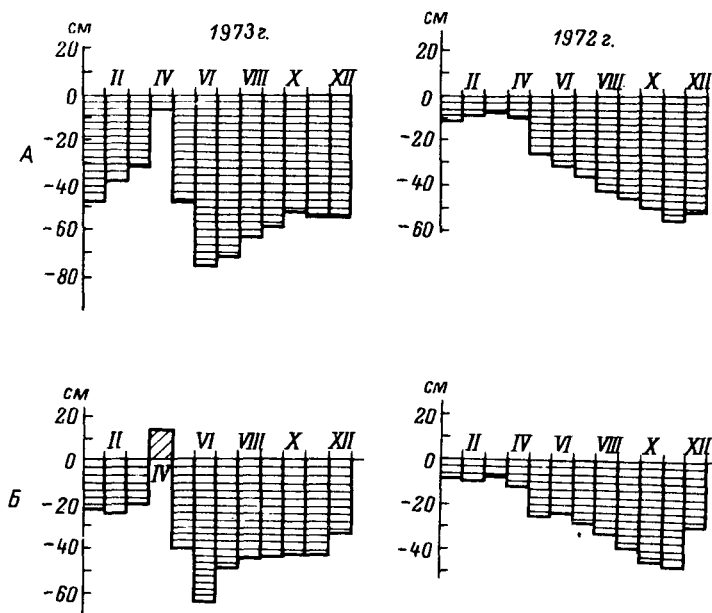 см
1973 г.
20
II IV VI VIII X XII
0
-20
А
-40
-60
-80
см
1972 г.
20
II IV VI VIII X XII
0
-20
-40
-60
см
20
II VI VIII X XII
0
IV
-20
Б
-40
-60
см
20
II IV VI VIII X XII
0
-20
-40